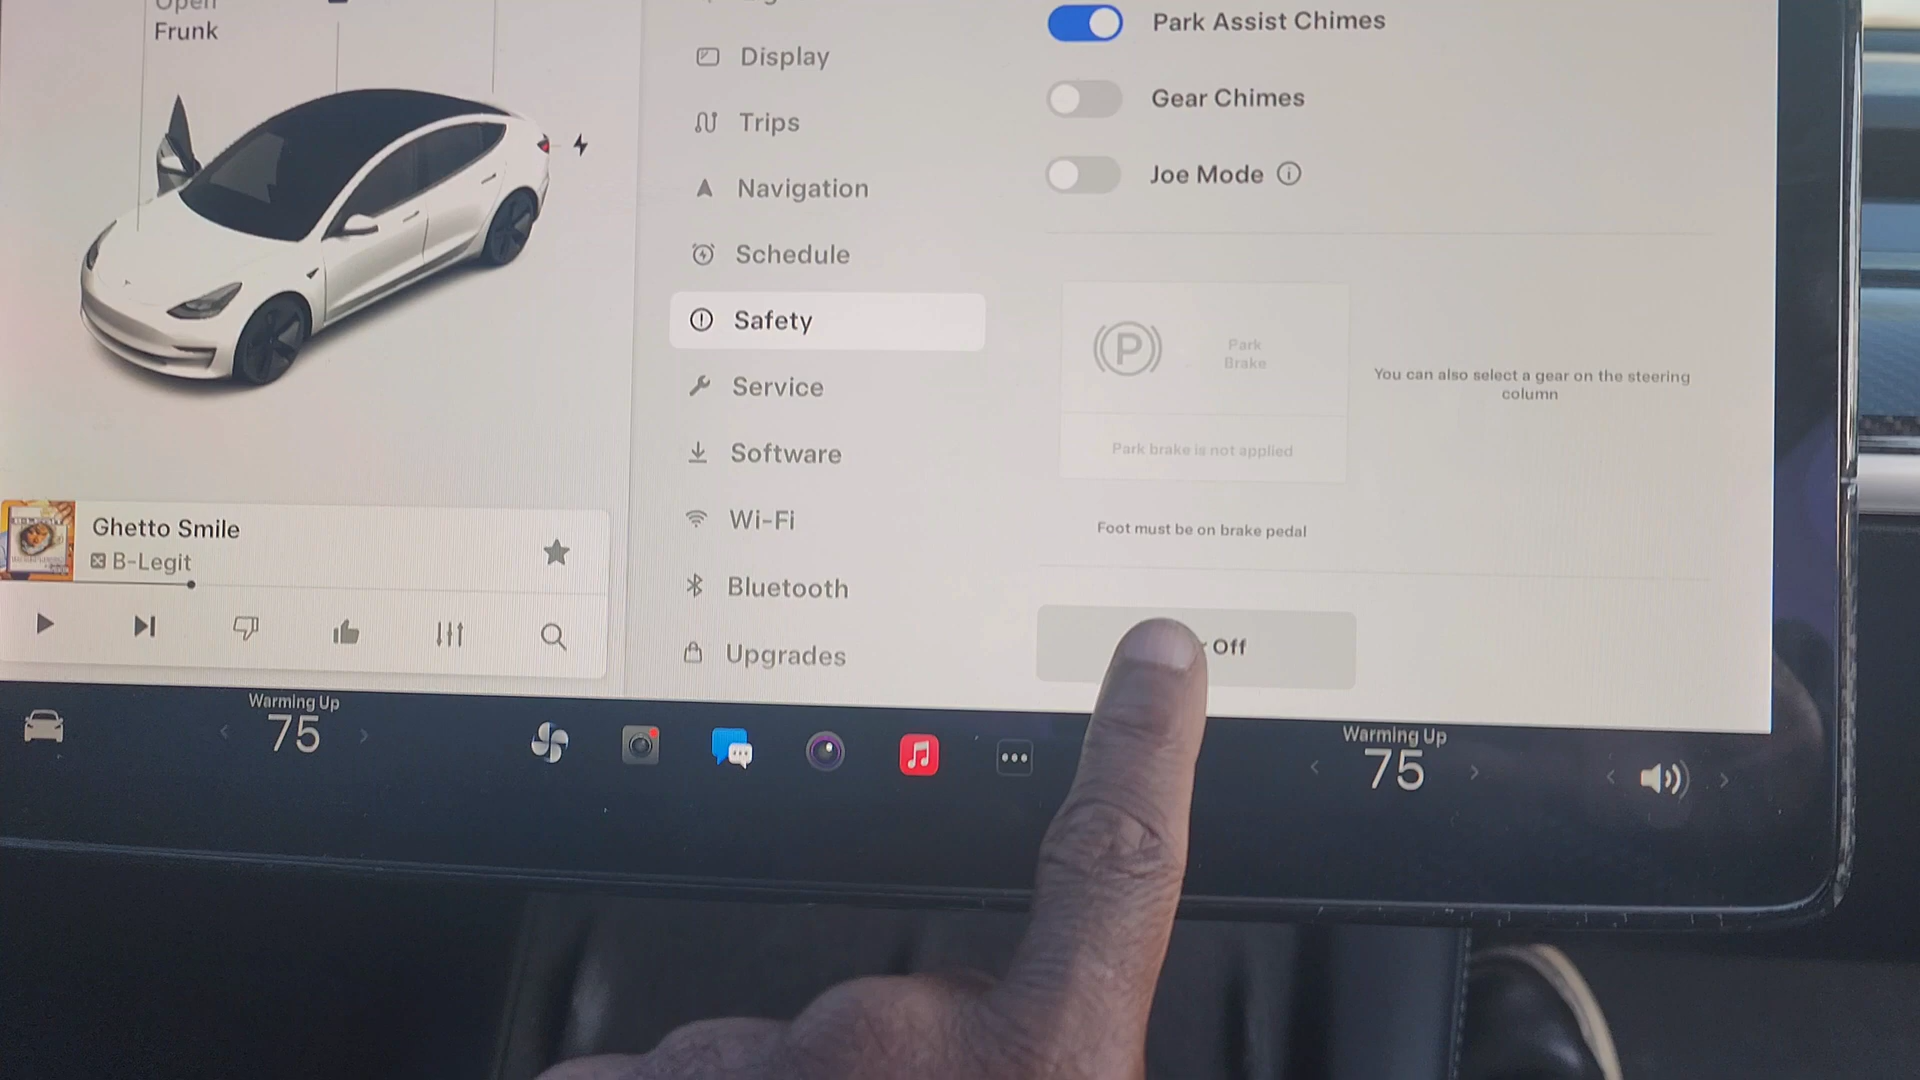 Open
Frunk
Display
Trips
Navigation
Schedule
Safety
Service
Software
Wi-Fi
Bluetooth
Upgrades
Park Assist Chimes
Gear Chimes
Joe Mode
P
Park
Brake
Park brake is not applied
Foot must be on brake pedal
You can also select a gear on the steering
column
Off
Ghetto Smile
B-Legit
Warming Up
75
Warming Up
75